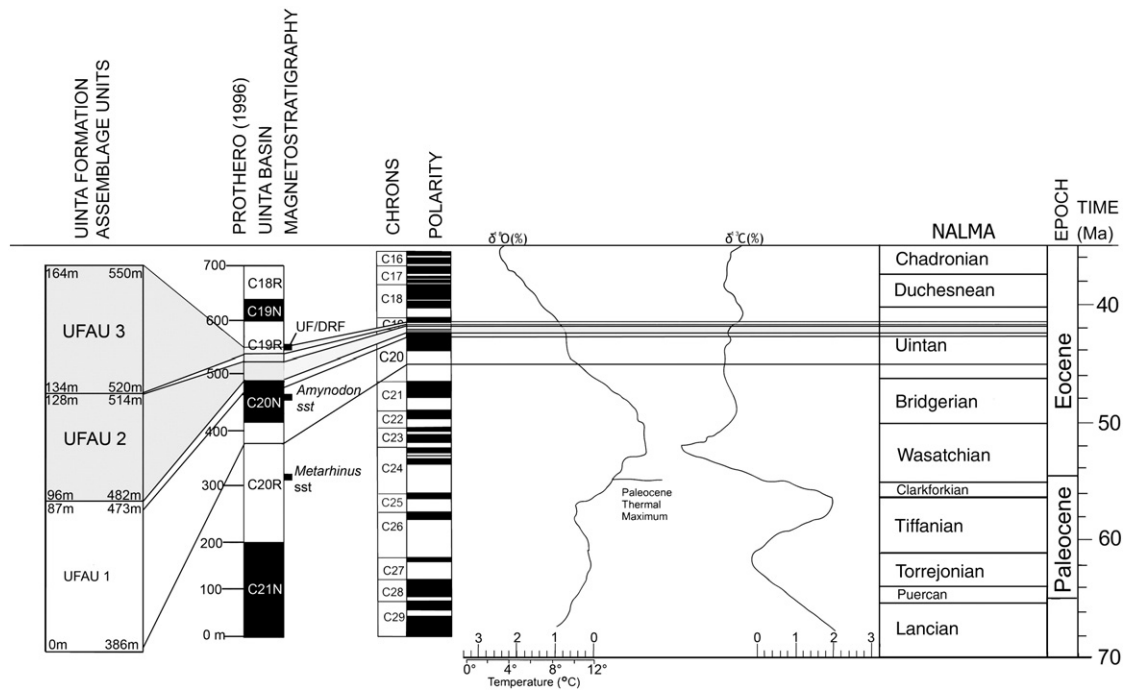 UINTA FORMATION
ASSEMBLAGE UNITS
PROTHERO (1996)
UINTA BASIN
MAGNETOSTRATIGRAPHY
CHRONS
POLARITY
δ
O(%)
δ
C(%)
NALMA
EPOCH
TIME
(Ma)
164m 550m
UFAU 3
134m 520m
128m 514m
UFAU 2
96m 482m
87m 473m
UFAU 1
0m 386m
700
600
500
400
300
200
100
0 m
C18R
C19N
C19R
C20N
C20R
C21N
UF/DRF
Amynodon
sst
Metarhinus
sst
C16
C17
C18
C20
C21
C22
C23
C24
C25
C26
C27
C28
C29
Paleocene
Thermal
Maximum
3 2 1 0
0° 4° 8° 12°
Temperature (°C)
0 1 2 3
Chadronian
Duchesnean
Uintan
Bridgerian
Wasatchian
Clarkforkian
Tiffanian
Torrejonian
Puercan
Lancian
Eocene
Paleocene
40
50
60
70